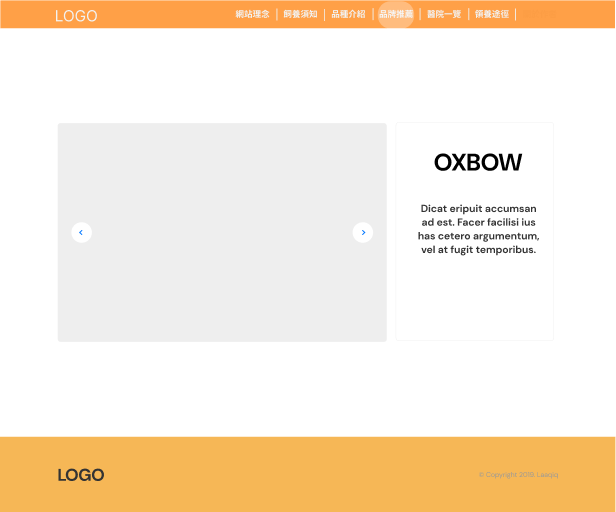 LOGO
網站理念
飼養須知
品種介紹
品牌推薦
醫院一覽
領養途徑
OXBOW
Dicat eripuit accumsan
ad est. Facer facilisi ius
has cetero argumentum,
vel at fugit temporibus.
LOGO
© Copyright